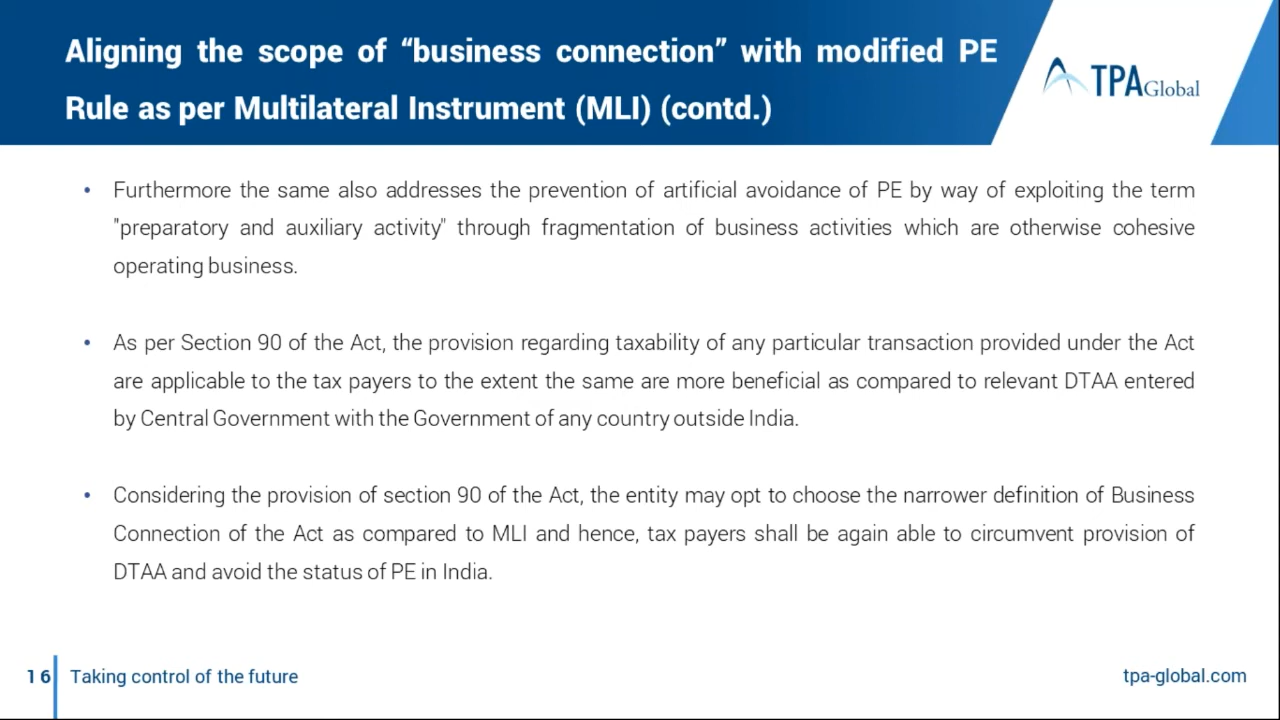 Aligning the scope of “business connection” with modified PE
Rule as per Multilateral Instrument (MLI) (contd.)
TPAGlobal
• Furthermore the same also addresses the prevention of artificial avoidance of PE by way of exploiting the term
"preparatory and auxiliary activity" through fragmentation of business activities which are otherwise cohesive
operating business.
• As per Section 90 of the Act, the provision regarding taxability of any particular transaction provided under the Act
are applicable to the tax payers to the extent the same are more beneficial as compared to relevant DTAA entered
by Central Government with the Government of any country outside India.
• Considering the provision of section 90 of the Act, the entity may opt to choose the narrower definition of Business
Connection of the Act as compared to MLI and hence, tax payers shall be again able to circumvent provision of
DTAA and avoid the status of PE in India.
16 Taking control of the future
tpa-global.com